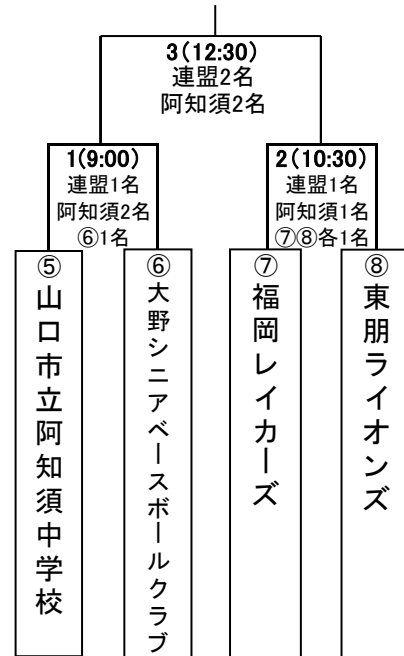 3(12:30)
連盟2名
阿知須2名
1(9:00)
連盟1名
阿知須2名
⑥1名
2(10:30)
連盟1名
阿知須1名
⑦⑧各1名
⑤
山口市立阿知須中学校
⑥
大野シニアベースボールクラブ
⑦
福岡レイカーズ
⑧
東朋ライオンズ